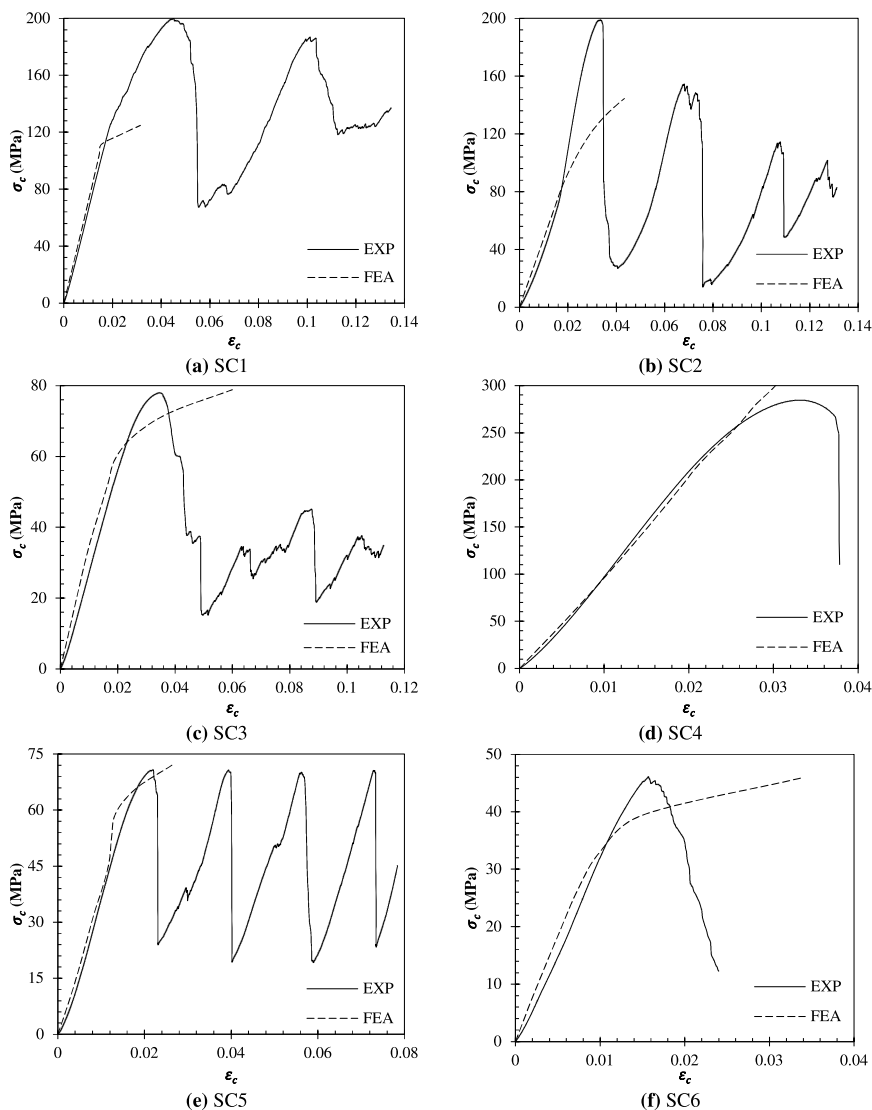 200
160
120
80
40
0
σc (MPa)
EXP
FEA
0 0.02 0.04 0.06 0.08 0.1 0.12 0.14
εc
(a) SC1
200
160
120
80
40
0
σc (MPa)
EXP
FEA
0 0.02 0.04 0.06 0.08 0.1 0.12 0.14
εc
(b) SC2
80
60
40
20
0
σc (MPa)
EXP
FEA
0 0.02 0.04 0.06 0.08 0.1 0.12
εc
(c) SC3
300
250
200
150
100
50
0
σc (MPa)
EXP
FEA
0 0.01 0.02 0.03 0.04
εc
(d) SC4
75
60
45
30
15
0
σc (MPa)
EXP
FEA
0 0.02 0.04 0.06 0.08
εc
(e) SC5
50
40
30
20
10
0
σc (MPa)
EXP
FEA
0 0.01 0.02 0.03 0.04
εc
(f) SC6